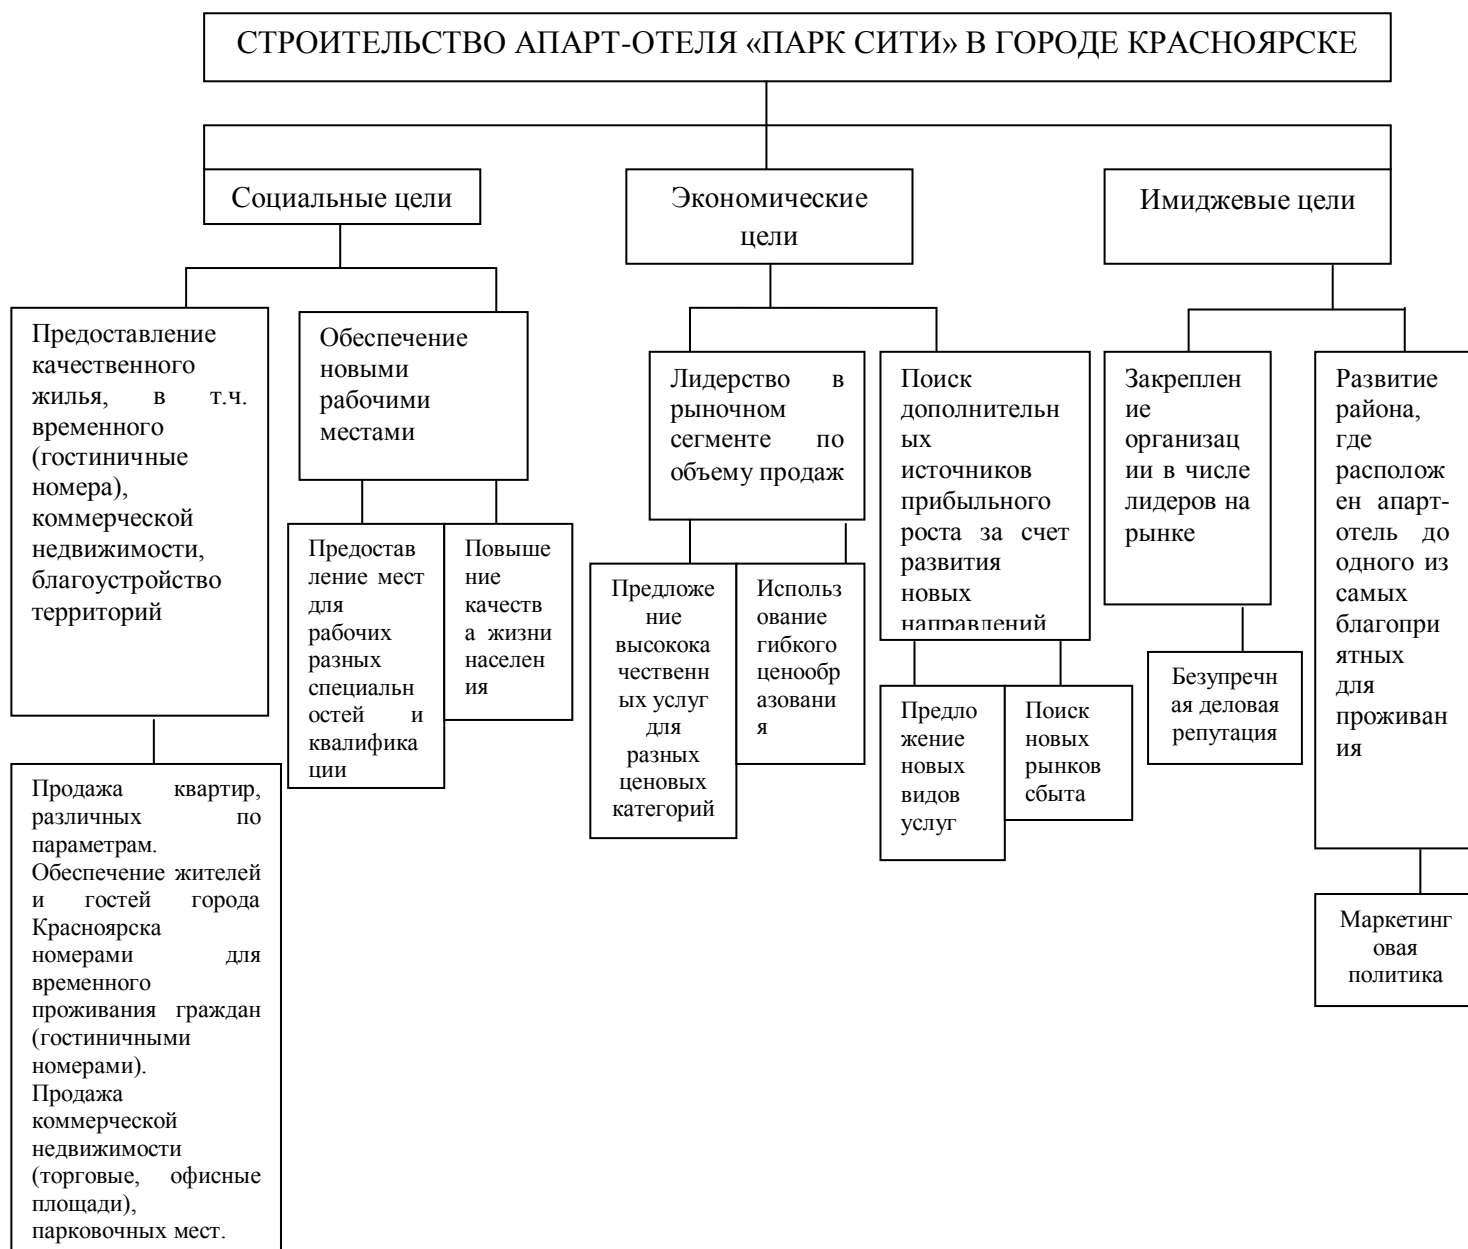 СТРОИТЕЛЬСТВО АПАРТ-ОТЕЛЯ «ПАРК СИТИ» В ГОРОДЕ КРАСНОЯРСКЕ
Социальные цели
Экономические
цели
Имиджевые цели
Предоставление
качественного
жилья, в т.ч.
временного
(гостиничные
номера),
коммерческой
недвижимости,
благоустройство
территорий
Обеспечение
новыми
рабочими
местами
Лидерство в
рыночном
сегменте по
объему продаж
Поиск
дополнительн
ых
источников
прибыльного
роста за счет
развития
новых
направлений
Закреплен
ие
организац
ии в числе
лидеров на
рынке
Развитие
района,
где
расположе
ен апарт-
отель до
одного из
самых
благопри
ятных
для
проживан
ия
Предостав
ление мест
для
рабочих
разных
специальн
остей и
квалифика
ции
Повыше
ние
качеств
а жизни
населен
ия
Предложе
ние
высокока
чественн
ых услуг
для
разных
ценовых
категорий
Использ
ование
гибкого
ценообр
азовани
я
Предло
жение
новых
видов
услуг
Поиск
новых
рынков
сбыта
Безупречн
ая деловая
репутация
Маркетинг
овая
политика
Продажа квартир,
различных по
параметрам.
Обеспечение жителей
и гостей города
Красноярска
номерами для
временного
проживания граждан
(гостиничными
номерами).
Продажа
коммерческой
недвижимости
(торговые, офисные
площади),
парковочных мест.